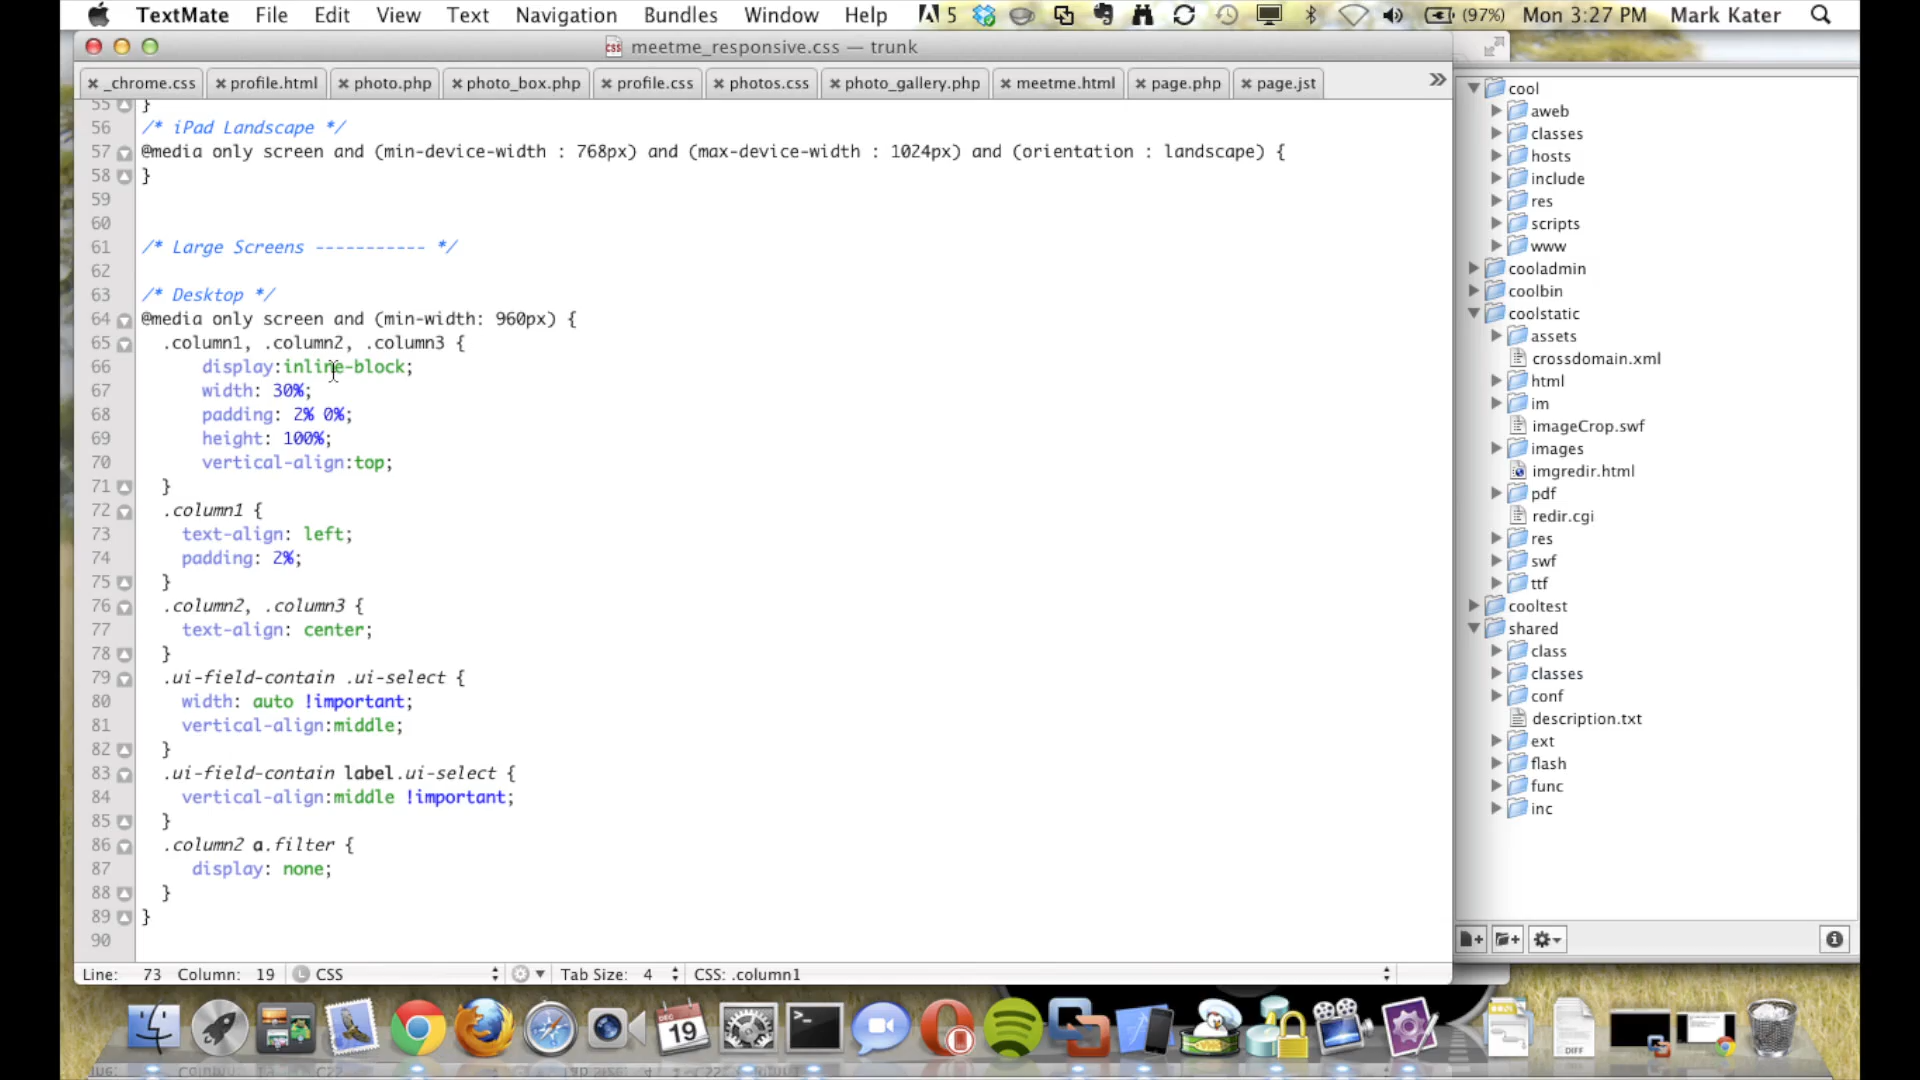 TextMate File Edit View Text Navigation Bundles Window Help 5 (97%) Mon 3:27 PM Mark Kater
meetme_responsive.css — trunk
_chrome.css profile.html photo.php photo_box.php profile.css photos.css photo_gallery.php meetme.html page.php page.jst
55 }
56 /* iPad Landscape */
57 @media only screen and (min-device-width : 768px) and (max-device-width : 1024px) and (orientation : landscape) {
58 }
59
60
61 /* Large Screens ----------- */
62
63 /* Desktop */
64 @media only screen and (min-width: 960px) {
65 .column1, .column2, .column3 {
66 display:inline-block;
67 width: 30%;
68 padding: 2% 0%;
69 height: 100%;
70 vertical-align:top;
71 }
72 .column1 {
73 text-align: left;
74 padding: 2%;
75 }
76 .column2, .column3 {
77 text-align: center;
78 }
79 .ui-field-contain .ui-select {
80 width: auto !important;
81 vertical-align:middle;
82 }
83 .ui-field-contain label.ui-select {
84 vertical-align:middle !important;
85 }
86 .column2 a.filter {
87 display: none;
88 }
89 }
90
Line: 73 Column: 19 L CSS Tab Size: 4 CSS: .column1
cool
aweb
classes
hosts
include
res
scripts
www
cooladmin
coolbin
coolstatic
assets
crossdomain.xml
html
im
imageCrop.swf
images
imgredir.html
pdf
redir.cgi
res
swf
ttf
cooltest
shared
class
classes
conf
description.txt
ext
flash
func
inc
DEC
19
DIFF